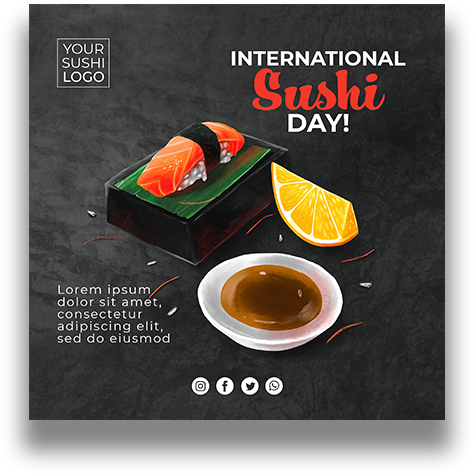 YOUR
SUSHI
LOGO
INTERNATIONAL
Sushi
DAY!
Lorem ipsum
dolor sit amet,
consectetur
adipiscing elit,
sed do eiusmod